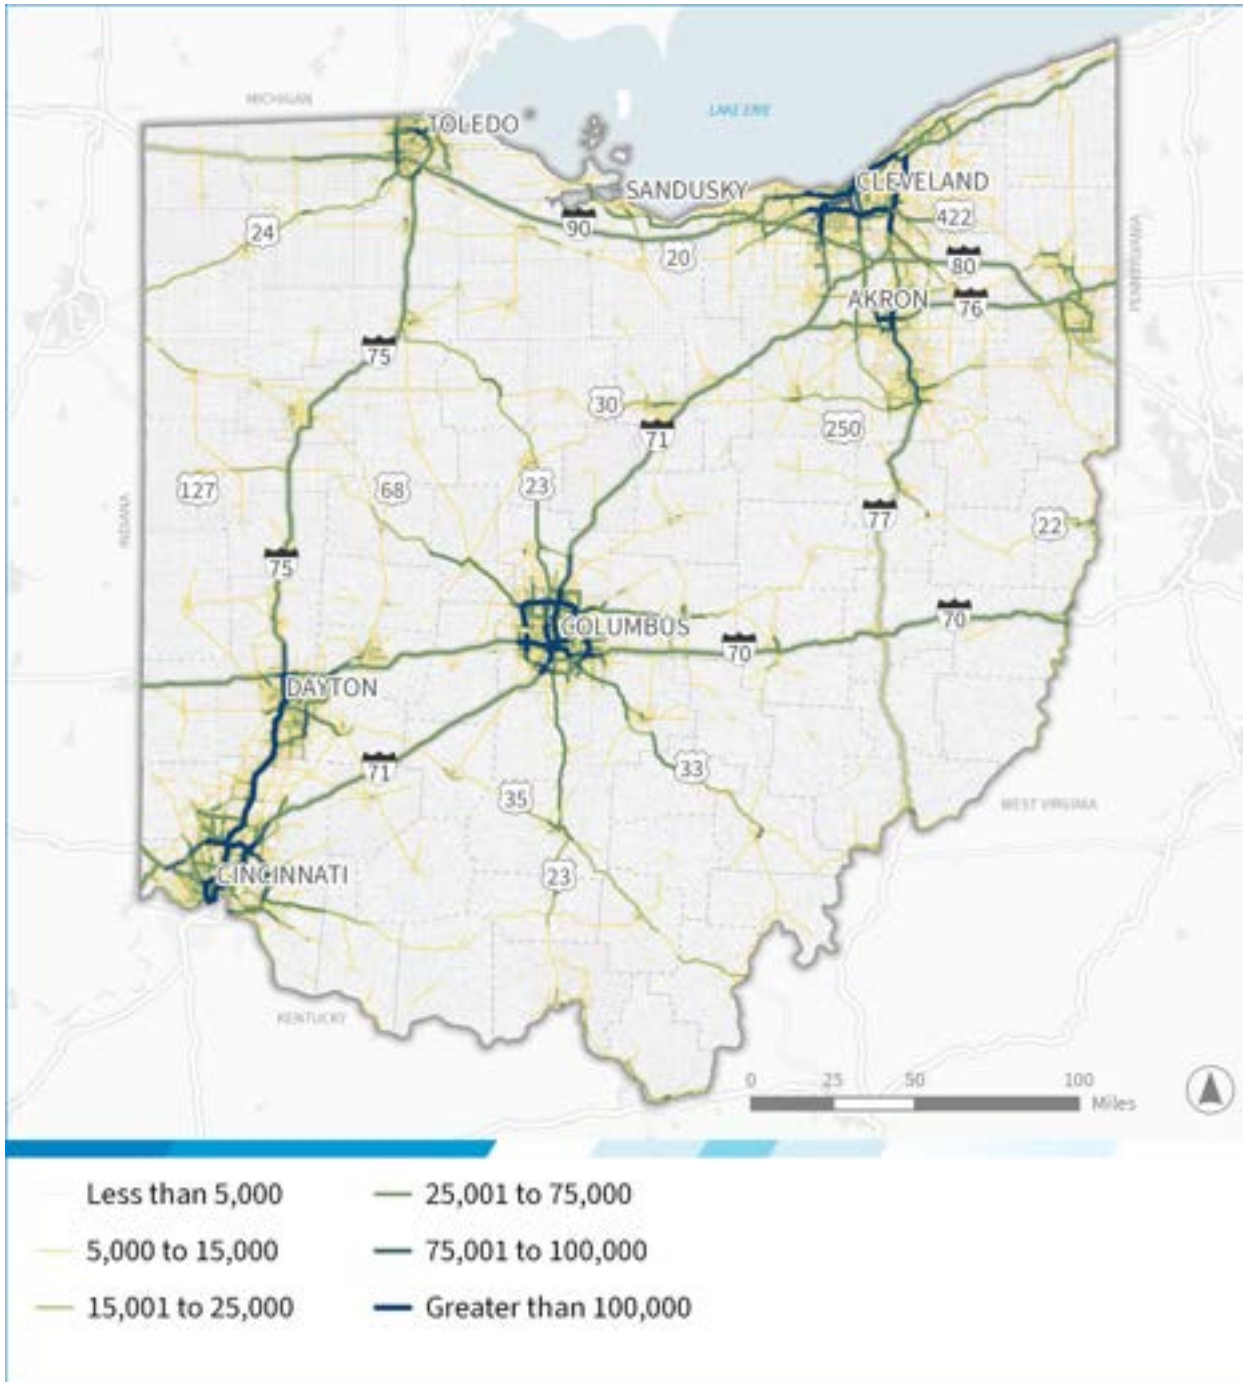 MICHIGAN
TOLEDO
LAKE ERIE
SANDUSKY
CLEVELAND
90
422
24
20
80
PENNSYLVANIA
AKRON
76
75
30
71
250
127
68
23
INDIANA
77
22
75
70
COLUMBUS
70
DAYTON
71
33
35
WEST VIRGINIA
CINCINNATI
23
KENTUCKY
0 25 50 100
Miles
Less than 5,000
5,000 to 15,000
15,001 to 25,000
25,001 to 75,000
75,001 to 100,000
Greater than 100,000